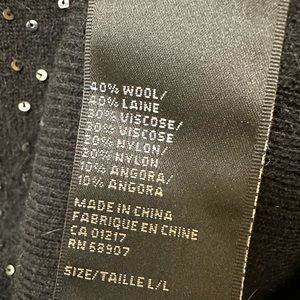 40% WOOL/
40% LAINE
30% VISCOSE/
30% VISCOSE
20% NYLON/
20% NYLON
10% ANGORA/
10% ANGORA
MADE IN CHINA
FABRIQUE EN CHINE
CA 01217
RN 68907
SIZE/TAILLE L/L